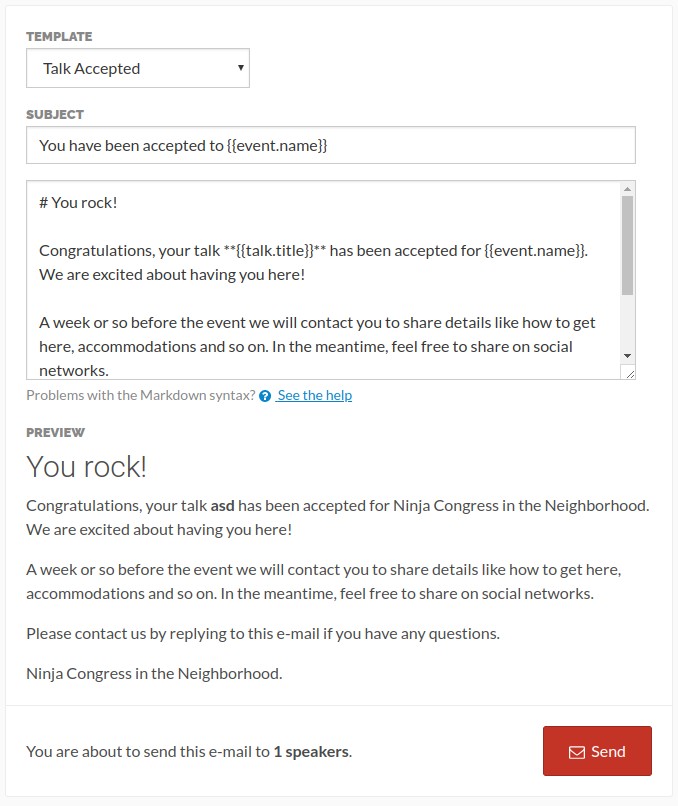 TEMPLATE
Talk Accepted
SUBJECT
You have been accepted to {{event.name}}
# You rock!
Congratulations, your talk **{{talk.title}}** has been accepted for {{event.name}}.
We are excited about having you here!
A week or so before the event we will contact you to share details like how to get
here, accommodations and so on. In the meantime, feel free to share on social
networks.
Problems with the Markdown syntax? ? See the help
PREVIEW
You rock!
Congratulations, your talk asd has been accepted for Ninja Congress in the Neighborhood.
We are excited about having you here!
A week or so before the event we will contact you to share details like how to get here,
accommodations and so on. In the meantime, feel free to share on social networks.
Please contact us by replying to this e-mail if you have any questions.
Ninja Congress in the Neighborhood.
You are about to send this e-mail to 1 speakers.
Send